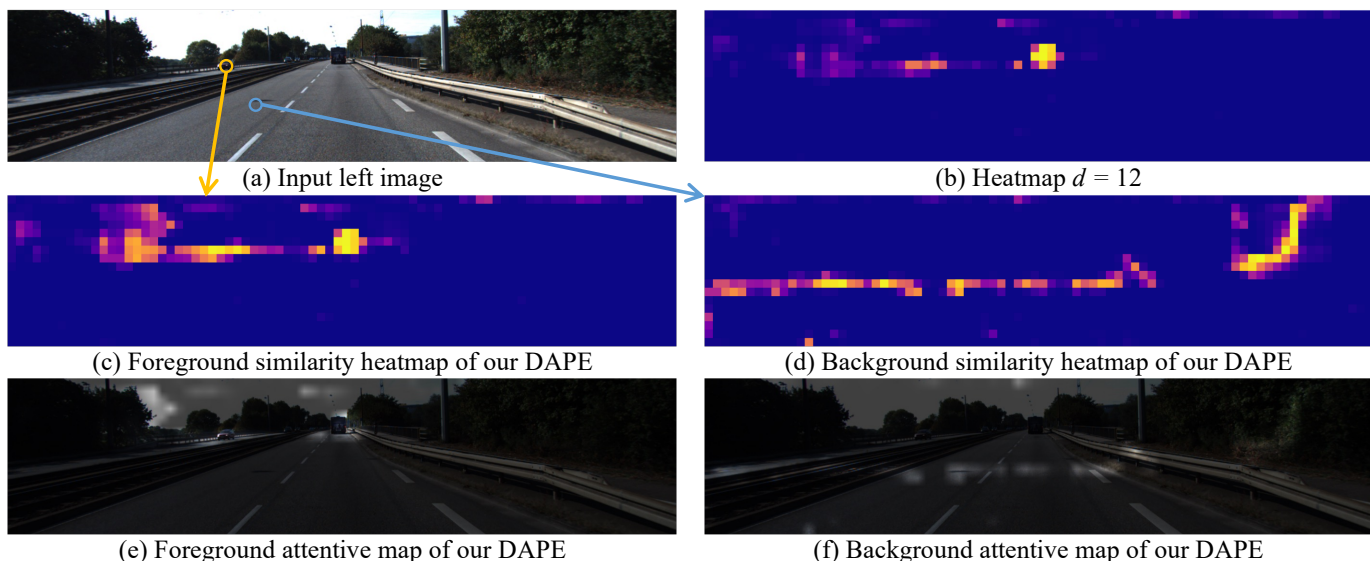 (a) Input left image
(b) Heatmap d = 12
(c) Foreground similarity heatmap of our DAPE
(d) Background similarity heatmap of our DAPE
(e) Foreground attentive map of our DAPE
(f) Background attentive map of our DAPE